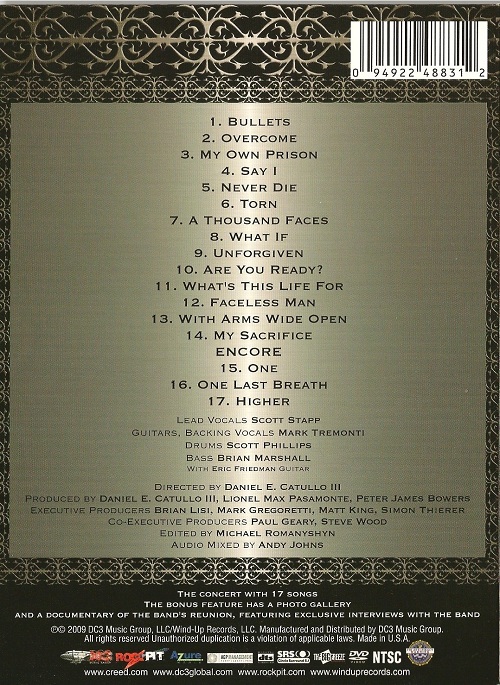 0 94922 48831 2
1. BULLETS
2. OVERCOME
3. MY OWN PRISON
4. SAY I
5. NEVER DIE
6. TORN
7. A THOUSAND FACES
8. WHAT IF
9. UNFORGIVEN
10. ARE YOU READY?
11. WHAT'S THIS LIFE FOR
12. FACELESS MAN
13. WITH ARMS WIDE OPEN
14. MY SACRIFICE
ENCORE
15. ONE
16. ONE LAST BREATH
17. HIGHER
LEAD VOCALS SCOTT STAPP
GUITARS, BACKING VOCALS MARK TREMONTI
DRUMS SCOTT PHILLIPS
BASS BRIAN MARSHALL
WITH ERIC FRIEDMAN GUITAR
DIRECTED BY DANIEL E. CATULLO III
PRODUCED BY DANIEL E. CATULLO III, LIONEL MAX PASAMONTE, PETER JAMES BOWERS
EXECUTIVE PRODUCERS BRIAN LISI, MARK GREGORETTI, MATT KING, SIMON THIERER
CO-EXECUTIVE PRODUCERS PAUL GEARY, STEVE WOOD
EDITED BY MICHAEL ROMANYSHYN
AUDIO MIXED BY ANDY JOHNS
THE CONCERT WITH 17 SONGS
THE BONUS FEATURE HAS A PHOTO GALLERY
AND A DOCUMENTARY OF THE BAND'S REUNION, FEATURING EXCLUSIVE INTERVIEWS WITH THE BAND
℗© 2009 DC3 Music Group, LLC/Wind-Up Records, LLC. Manufactured and Distributed by DC3 Music Group.
All rights reserved Unauthorized duplication is a violation of applicable laws. Made in U.S.A.
DC3 ROCKPIT Azure AGP MANAGEMENT dts SRS DVD NTSC
www.creed.com www.dc3global.com www.rockpit.com www.winduprecords.com